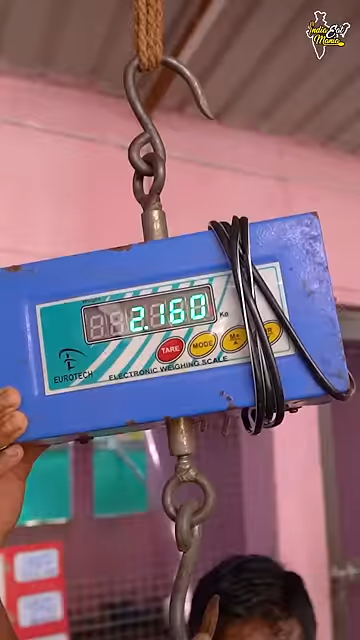 India Eat
Mania
2.160 Kg
TARE MODE M+
EUROTECH
ELECTRONIC WEIGHING SCALE